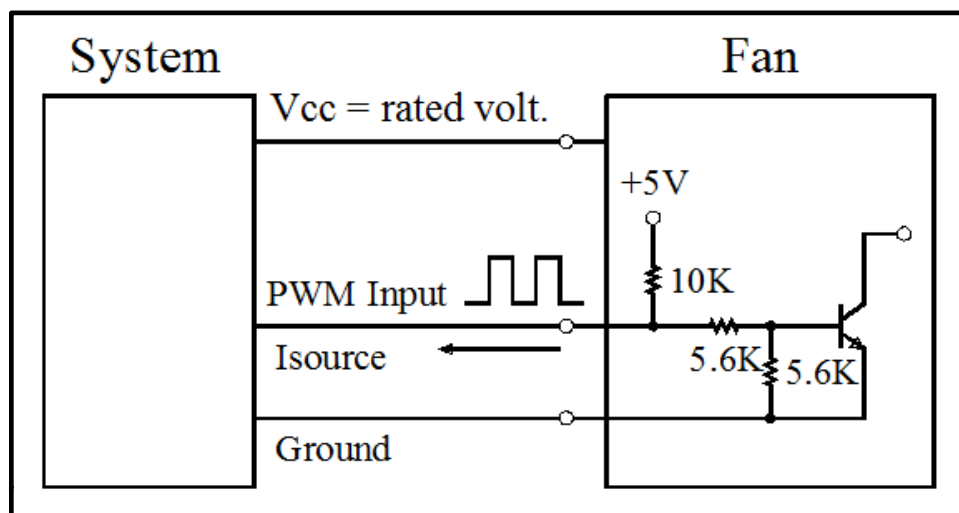 System
Fan
Vcc = rated volt.
+5V
10K
PWM Input
5.6K
5.6K
Isource
Ground